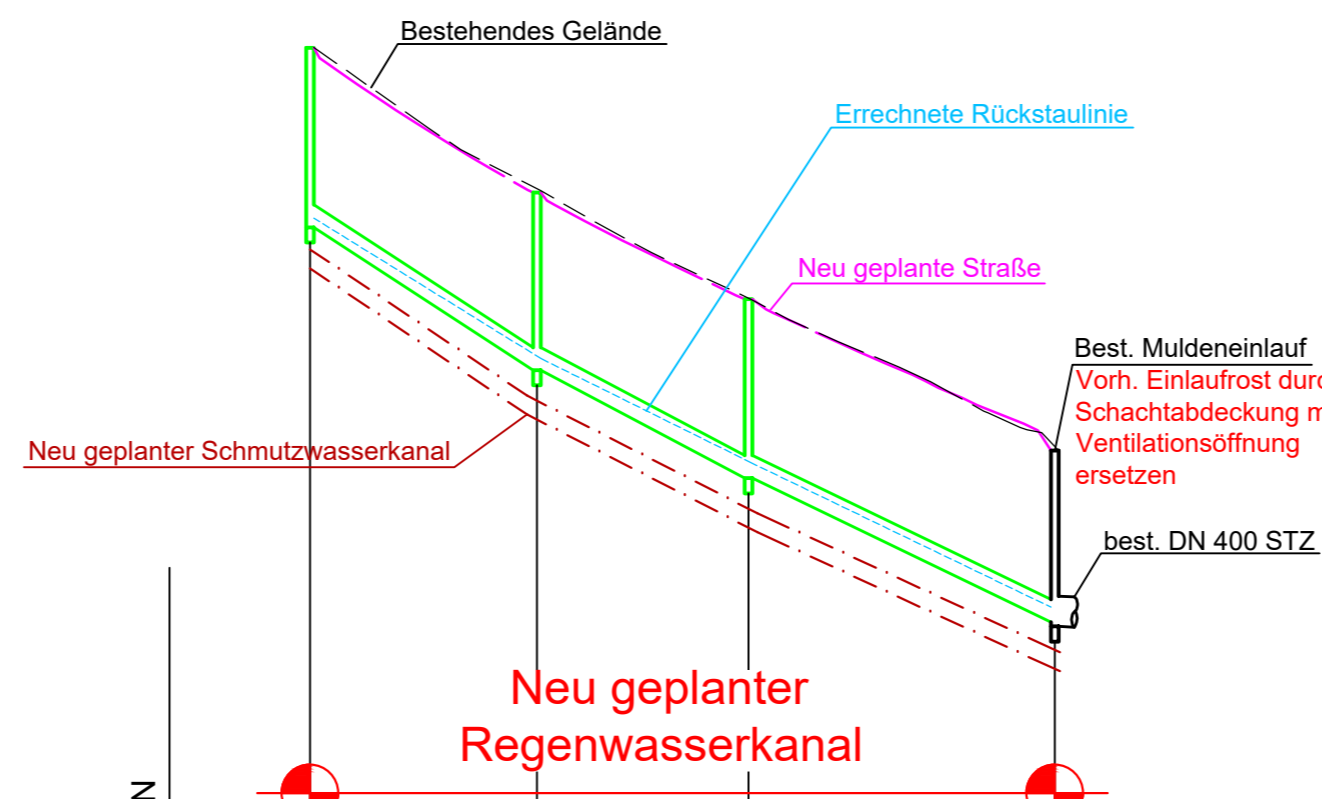 Bestehendes Gelände
Errechnete Rückstaulinie
Neu geplante Straße
Best. Muldeneinlauf
Vorh. Einlaufrost
Schachtabdeckung
Ventilationsöffnung
ersetzen
Neu geplanter Schmutzwasserkanal
best. DN 400 STZ
Neu geplanter
Regenwasserkanal
N